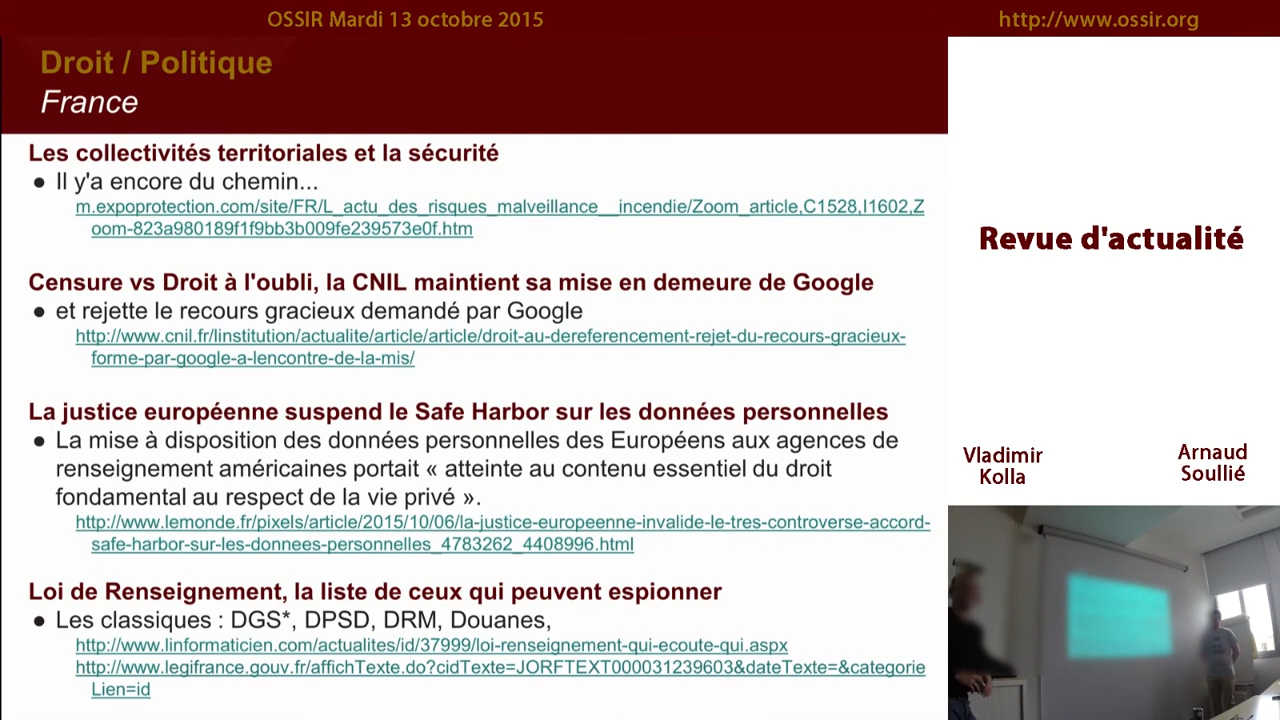 OSSIR Mardi 13 octobre 2015
http://www.ossir.org
Droit / Politique
France
Les collectivités territoriales et la sécurité
● Il y'a encore du chemin...
m.expoprotection.com/site/FR/L_actu_des_risques_malveillance__incendie/Zoom_article,C1528,I1602,Z
oom-823a980189f1f9bb3b009fe239573e0f.htm
Censure vs Droit à l'oubli, la CNIL maintient sa mise en demeure de Google
● et rejette le recours gracieux demandé par Google
http://www.cnil.fr/linstitution/actualite/article/article/droit-au-dereferencement-rejet-du-recours-gracieux-
forme-par-google-a-lencontre-de-la-mis/
La justice européenne suspend le Safe Harbor sur les données personnelles
● La mise à disposition des données personnelles des Européens aux agences de
renseignement américaines portait « atteinte au contenu essentiel du droit
fondamental au respect de la vie privé ».
http://www.lemonde.fr/pixels/article/2015/10/06/la-justice-europeenne-invalide-le-tres-controverse-accord-
safe-harbor-sur-les-donnees-personnelles_4783262_4408996.html
Loi de Renseignement, la liste de ceux qui peuvent espionner
● Les classiques : DGS*, DPSD, DRM, Douanes,
http://www.linformaticien.com/actualites/id/37999/loi-renseignement-qui-ecoute-qui.aspx
http://www.legifrance.gouv.fr/affichTexte.do?cidTexte=JORFTEXT000031239603&dateTexte=&categorie
Lien=id
Revue d'actualité
Vladimir
Kolla
Arnaud
Soullié